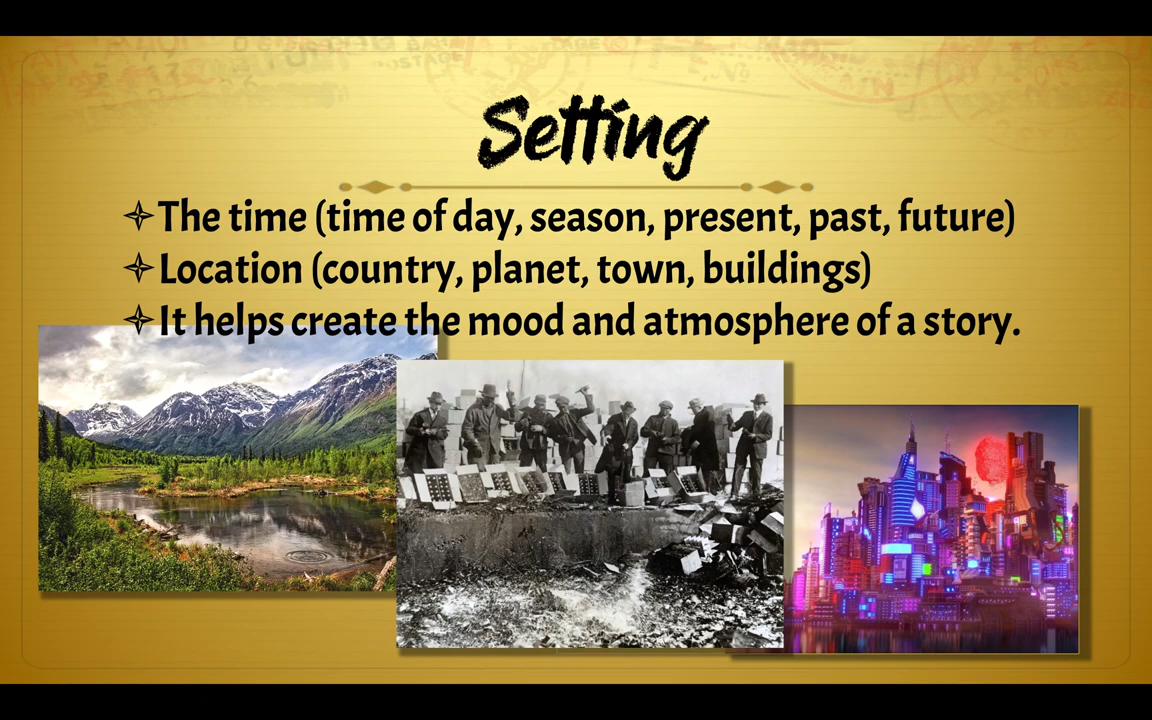 Setting
The time (time of day, season, present, past, future)
Location (country, planet, town, buildings)
It helps create the mood and atmosphere of a story.